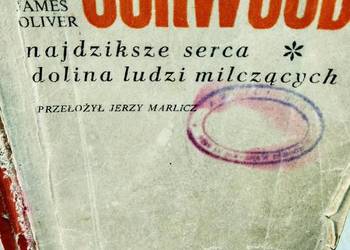 JAMES
OLIVER
CURWOOD
najdziksze serca *
dolina ludzi milczących
PRZEŁOŻYŁ JERZY MARLICZ